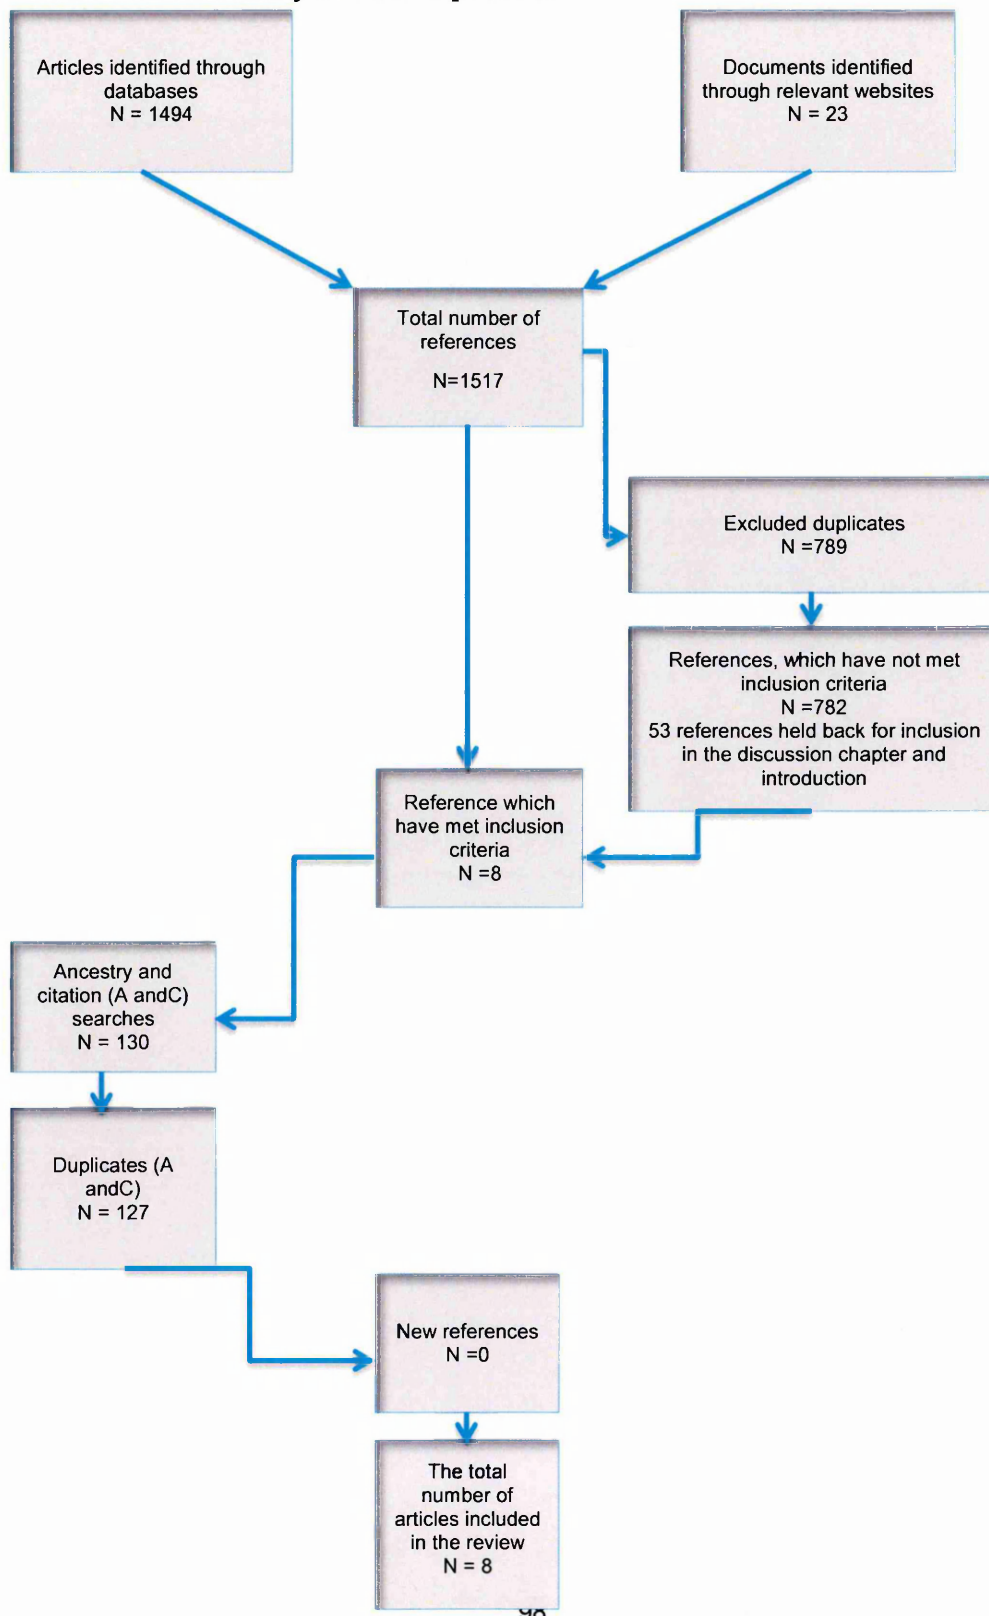 Articles identified through
databases
N = 1494
Documents identified
through relevant websites
N = 23
Total number of
references
N=1517
Excluded duplicates
N =789
References, which have not met
inclusion criteria
N =782
53 references held back for inclusion
in the discussion chapter and
introduction
Reference which
have met inclusion
criteria
N =8
Ancestry and
citation (A andC)
searches
N = 130
Duplicates (A
andC)
N = 127
New references
N =0
The total
number of
articles included
in the review
N = 8